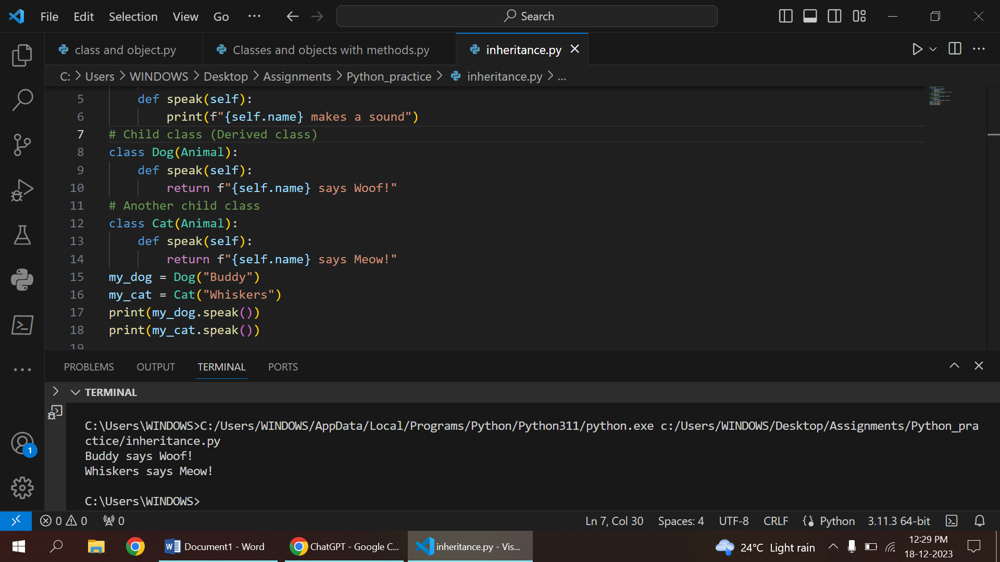 File Edit Selection View Go ··· Search
class and object.py Classes and objects with methods.py inheritance.py
C: > Users > WINDOWS > Desktop > Assignments > Python_practice > inheritance.py > ...
5 def speak(self):
6 print(f"{self.name} makes a sound")
7 # Child class (Derived class)
8 class Dog(Animal):
9 def speak(self):
10 return f"{self.name} says Woof!"
11 # Another child class
12 class Cat(Animal):
13 def speak(self):
14 return f"{self.name} says Meow!"
15 my_dog = Dog("Buddy")
16 my_cat = Cat("Whiskers")
17 print(my_dog.speak())
18 print(my_cat.speak())
19
PROBLEMS OUTPUT TERMINAL PORTS
TERMINAL
C:\Users\WINDOWS>C:/Users/WINDOWS/AppData/Local/Programs/Python/Python311/python.exe c:/Users/WINDOWS/Desktop/Assignments/Python_pra
ctice/inheritance.py
Buddy says Woof!
Whiskers says Meow!
C:\Users\WINDOWS>
1
0 0 0 Ln 7, Col 30 Spaces: 4 UTF-8 CRLF Python 3.11.3 64-bit
Document1 - Word ChatGPT - Google C... inheritance.py - Vis... 24°C Light rain 12:29 PM
18-12-2023